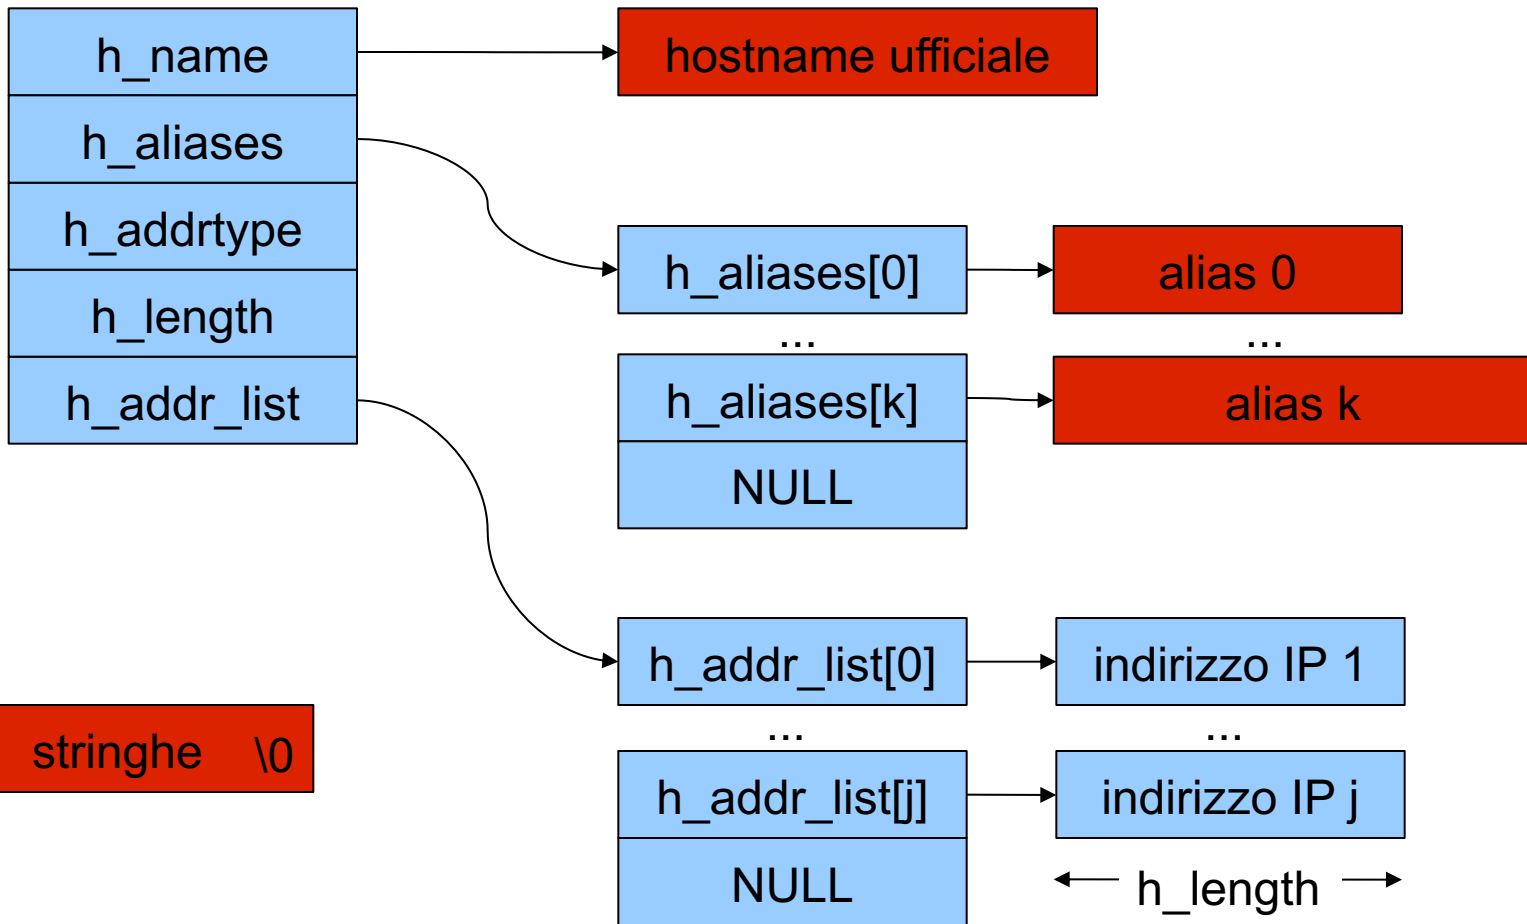 h_name
hostname ufficiale
h_aliases
h_addrtype
h_length
h_addr_list
h_aliases[0]
alias 0
...
...
h_aliases[k]
alias k
NULL
h_addr_list[0]
indirizzo IP 1
...
...
h_addr_list[j]
indirizzo IP j
NULL
h_length
stringhe \0